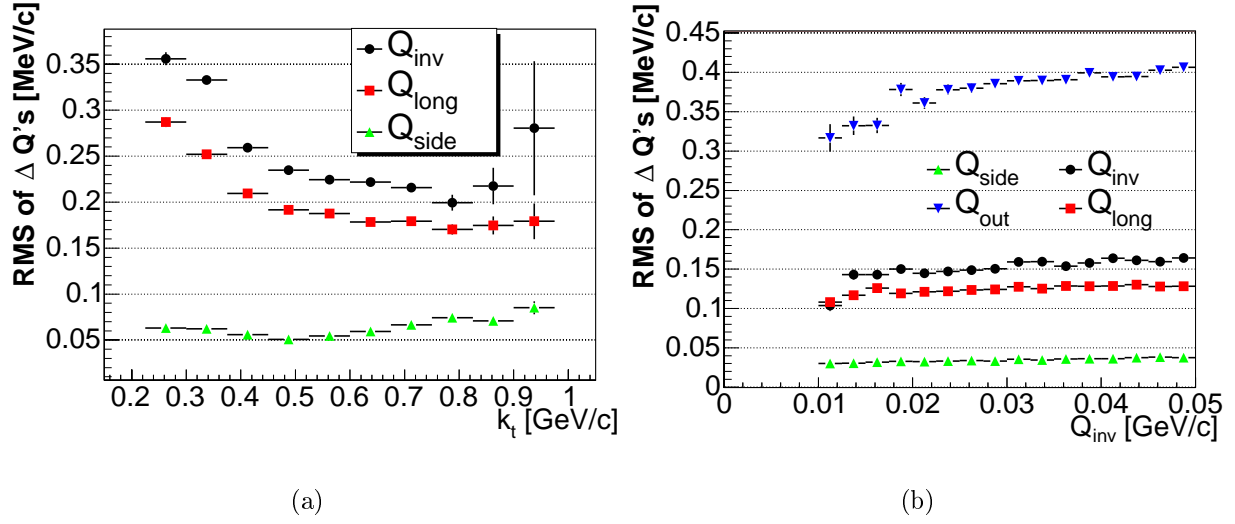 RMS of Δ Q's [MeV/c]
0.35
0.3
0.25
0.2
0.15
0.1
0.05
Q_inv
Q_long
Q_side
0.2 0.3 0.4 0.5 0.6 0.7 0.8 0.9 1
k_t [GeV/c]
(a)
RMS of Δ Q's [MeV/c]
0.45
0.4
0.35
0.3
0.25
0.2
0.15
0.1
0.05
0
Q_side Q_inv
Q_out Q_long
0 0.01 0.02 0.03 0.04 0.05
Q_inv [GeV/c]
(b)